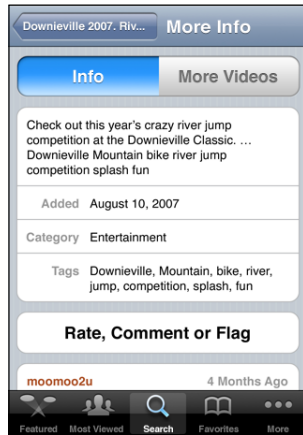 Downieville 2007. Riv...
More Info
Info
More Videos
Check out this year's crazy river jump
competition at the Downieville Classic. ...
Downieville Mountain bike river jump
competition splash fun
Added August 10, 2007
Category Entertainment
Tags Downieville, Mountain, bike, river,
jump, competition, splash, fun
Rate, Comment or Flag
moomoo2u 4 Months Ago
Featured Most Viewed Search Favorites More